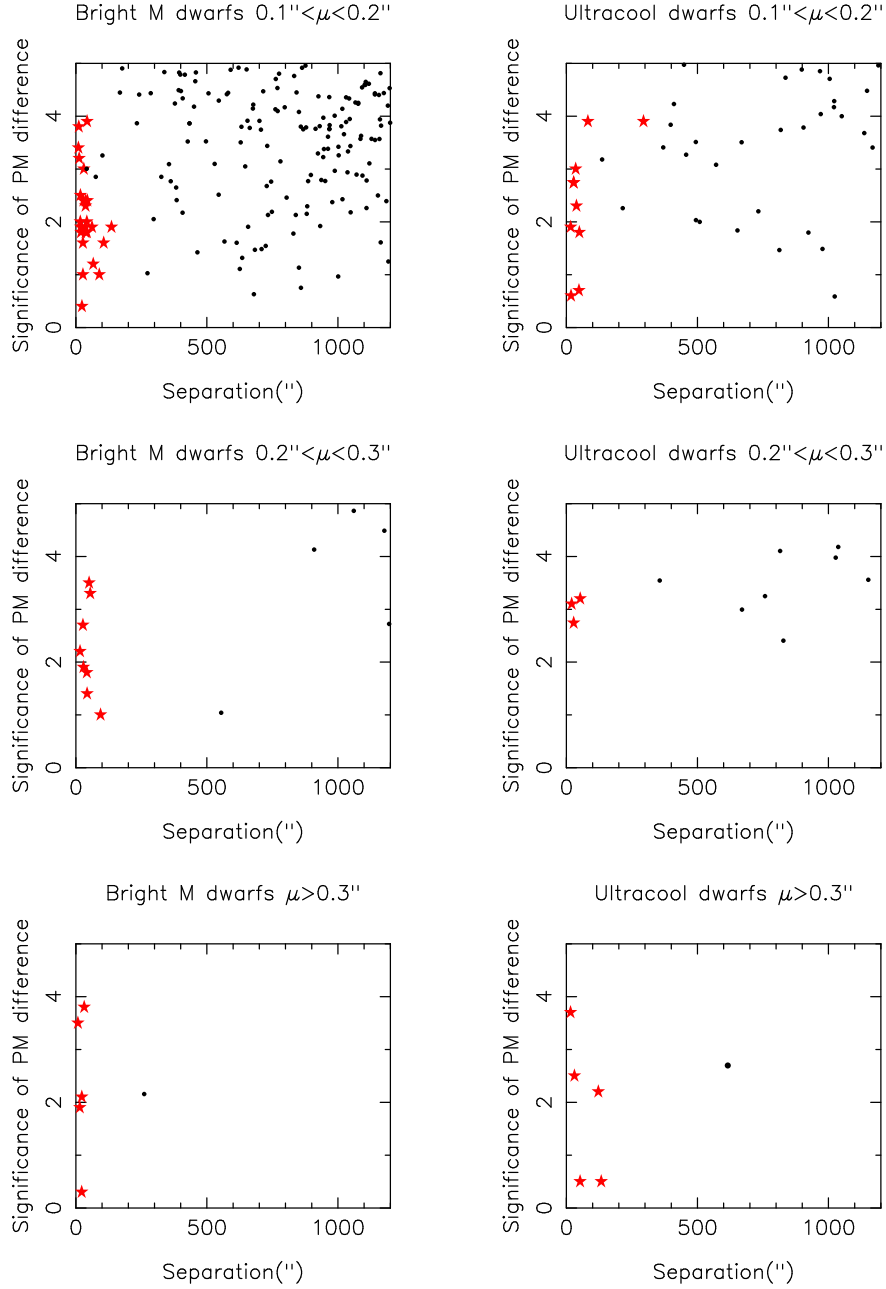 Bright M dwarfs 0.1"<μ<0.2"
Ultracool dwarfs 0.1"<μ<0.2"
Significance of PM difference
0 2 4
0 500 1000
Separation(")
Significance of PM difference
0 2 4
0 500 1000
Separation(")
Bright M dwarfs 0.2"<μ<0.3"
Ultracool dwarfs 0.2"<μ<0.3"
Significance of PM difference
0 2 4
0 500 1000
Separation(")
Significance of PM difference
0 2 4
0 500 1000
Separation(")
Bright M dwarfs μ>0.3"
Ultracool dwarfs μ>0.3"
Significance of PM difference
0 2 4
0 500 1000
Separation(")
Significance of PM difference
0 2 4
0 500 1000
Separation(")